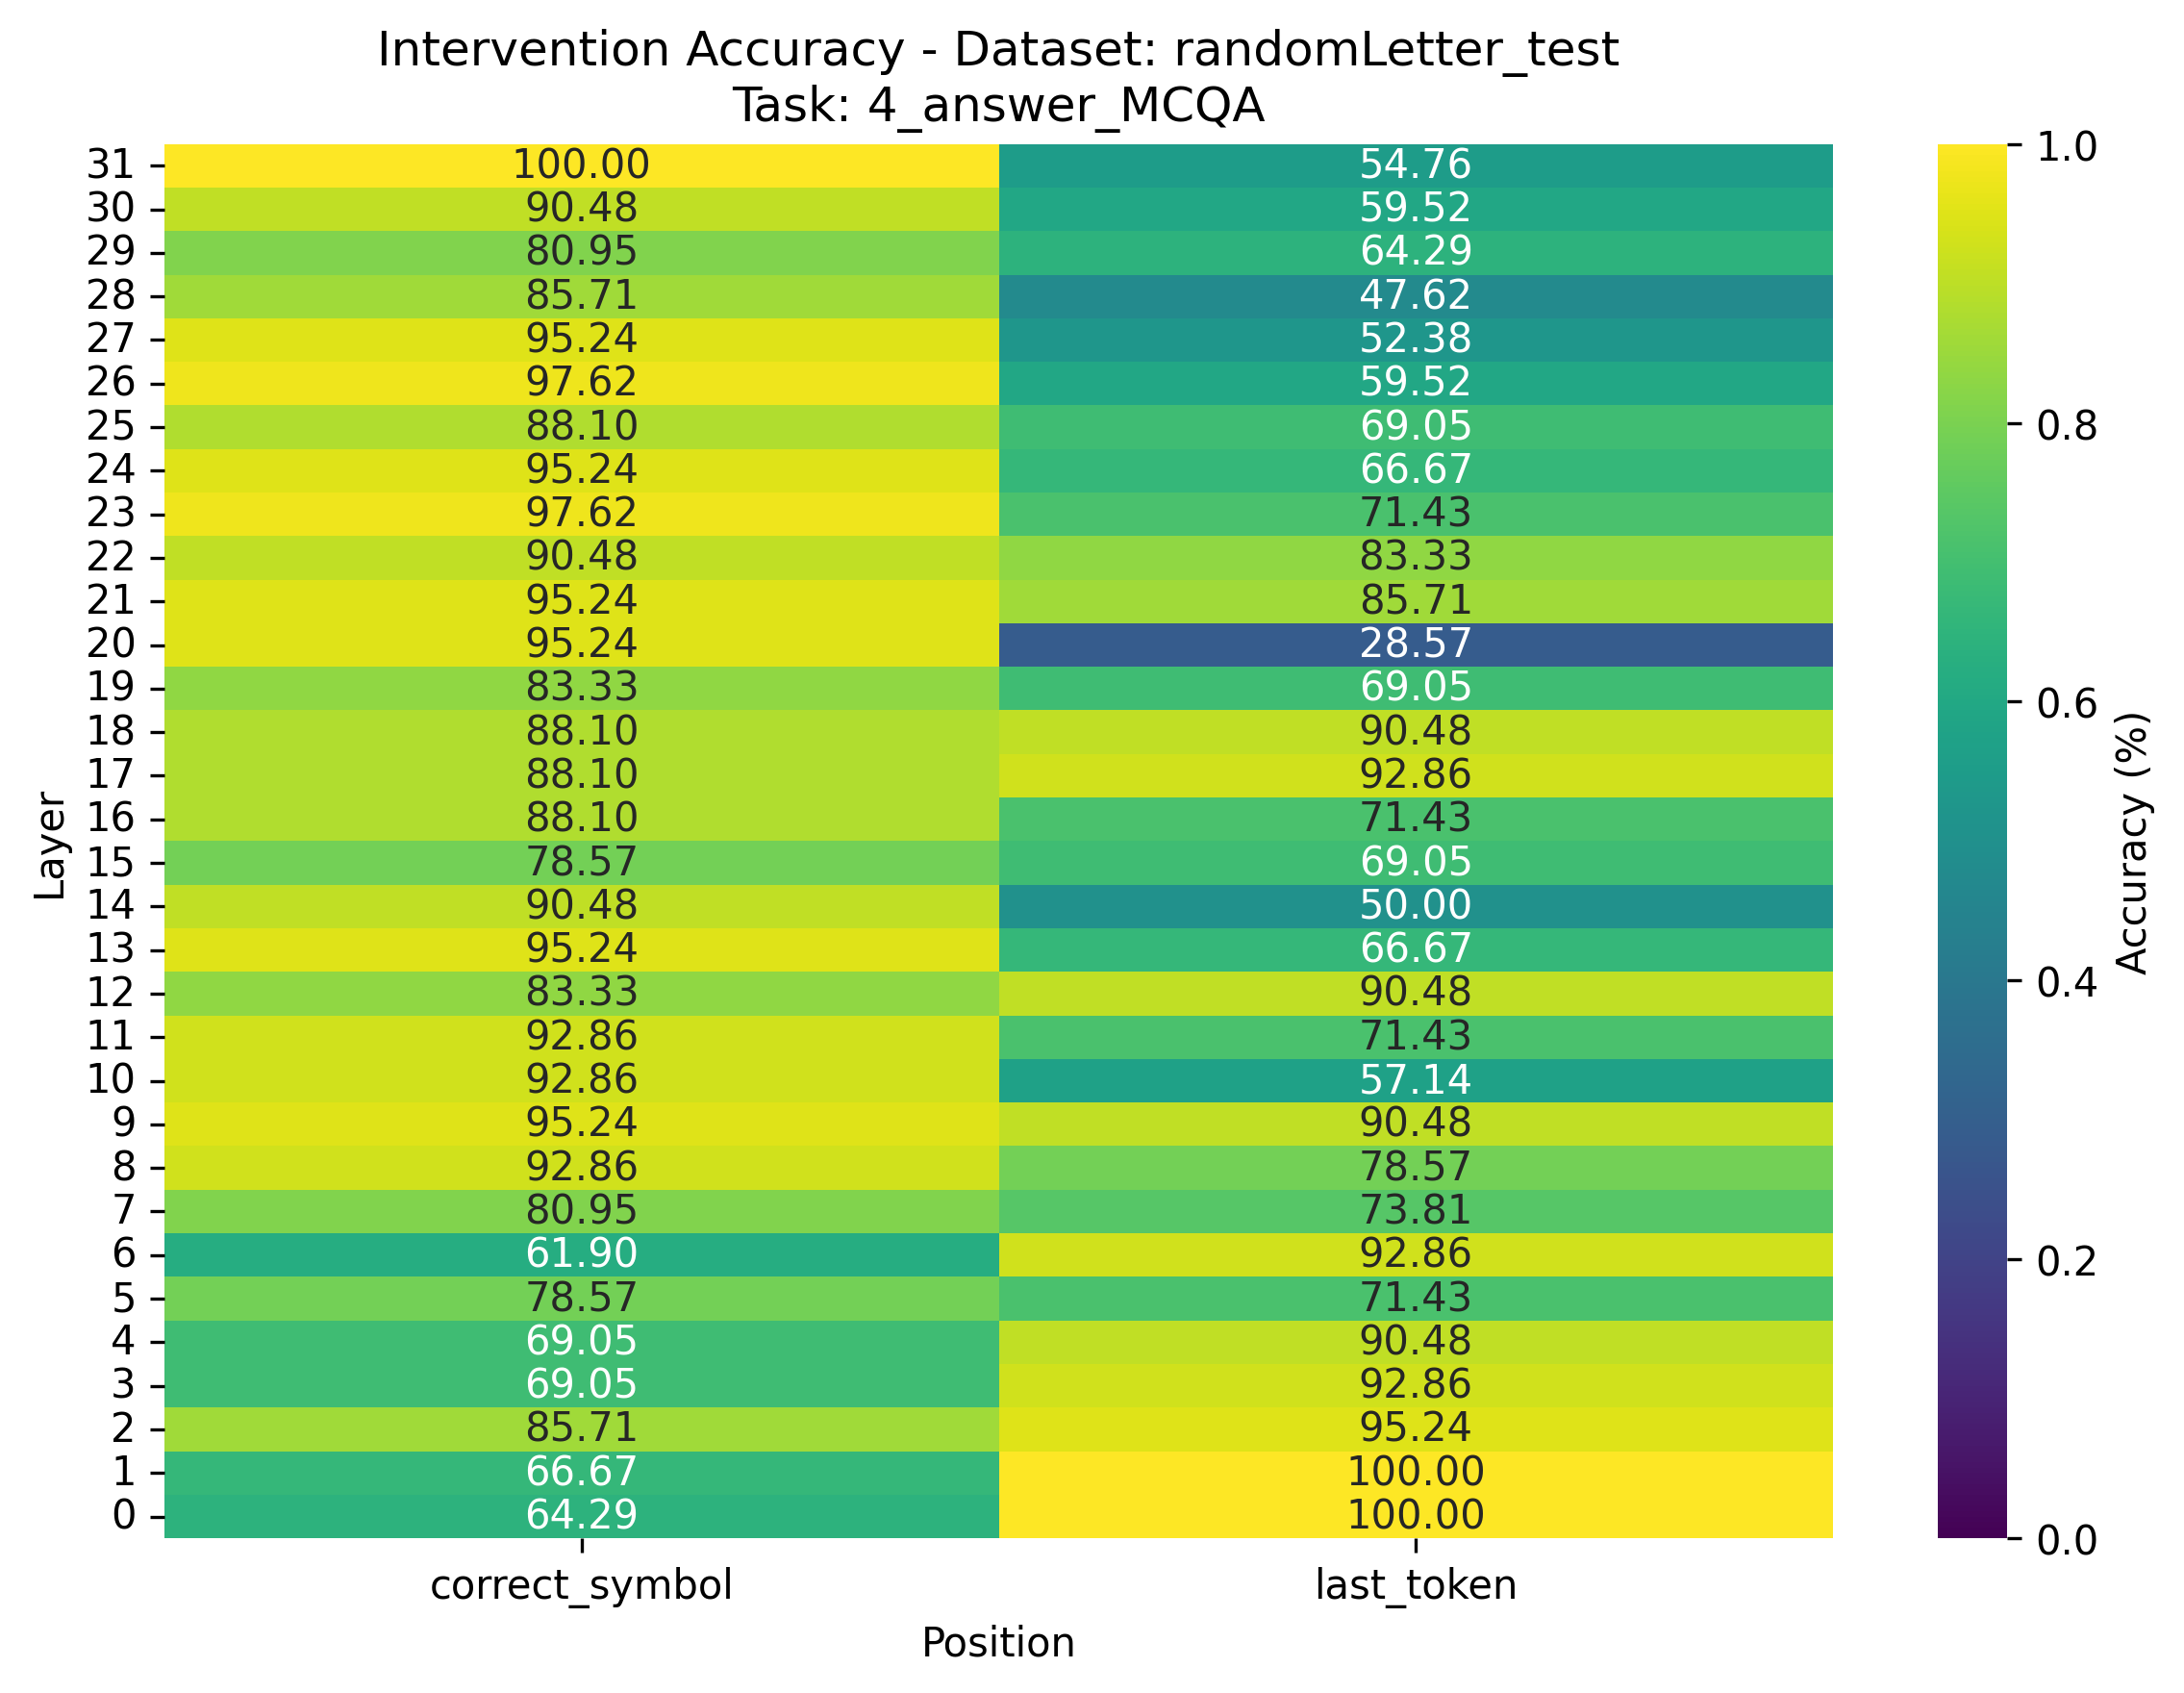 Intervention Accuracy - Dataset: randomLetter_test
Task: 4_answer_MCQA
31 100.00 54.76
30 90.48 59.52
29 80.95 64.29
28 85.71 47.62
27 95.24 52.38
26 97.62 59.52
25 88.10 69.05
24 95.24 66.67
23 97.62 71.43
22 90.48 83.33
21 95.24 85.71
20 95.24 28.57
19 83.33 69.05
18 88.10 90.48
17 88.10 92.86
16 88.10 71.43
15 78.57 69.05
14 90.48 50.00
13 95.24 66.67
12 83.33 90.48
11 92.86 71.43
10 92.86 57.14
9 95.24 90.48
8 92.86 78.57
7 80.95 73.81
6 61.90 92.86
5 78.57 71.43
4 69.05 90.48
3 69.05 92.86
2 85.71 95.24
1 66.67 100.00
0 64.29 100.00
correct_symbol last_token
Position
Layer
1.0
0.8
0.6
0.4
0.2
0.0
Accuracy (%)